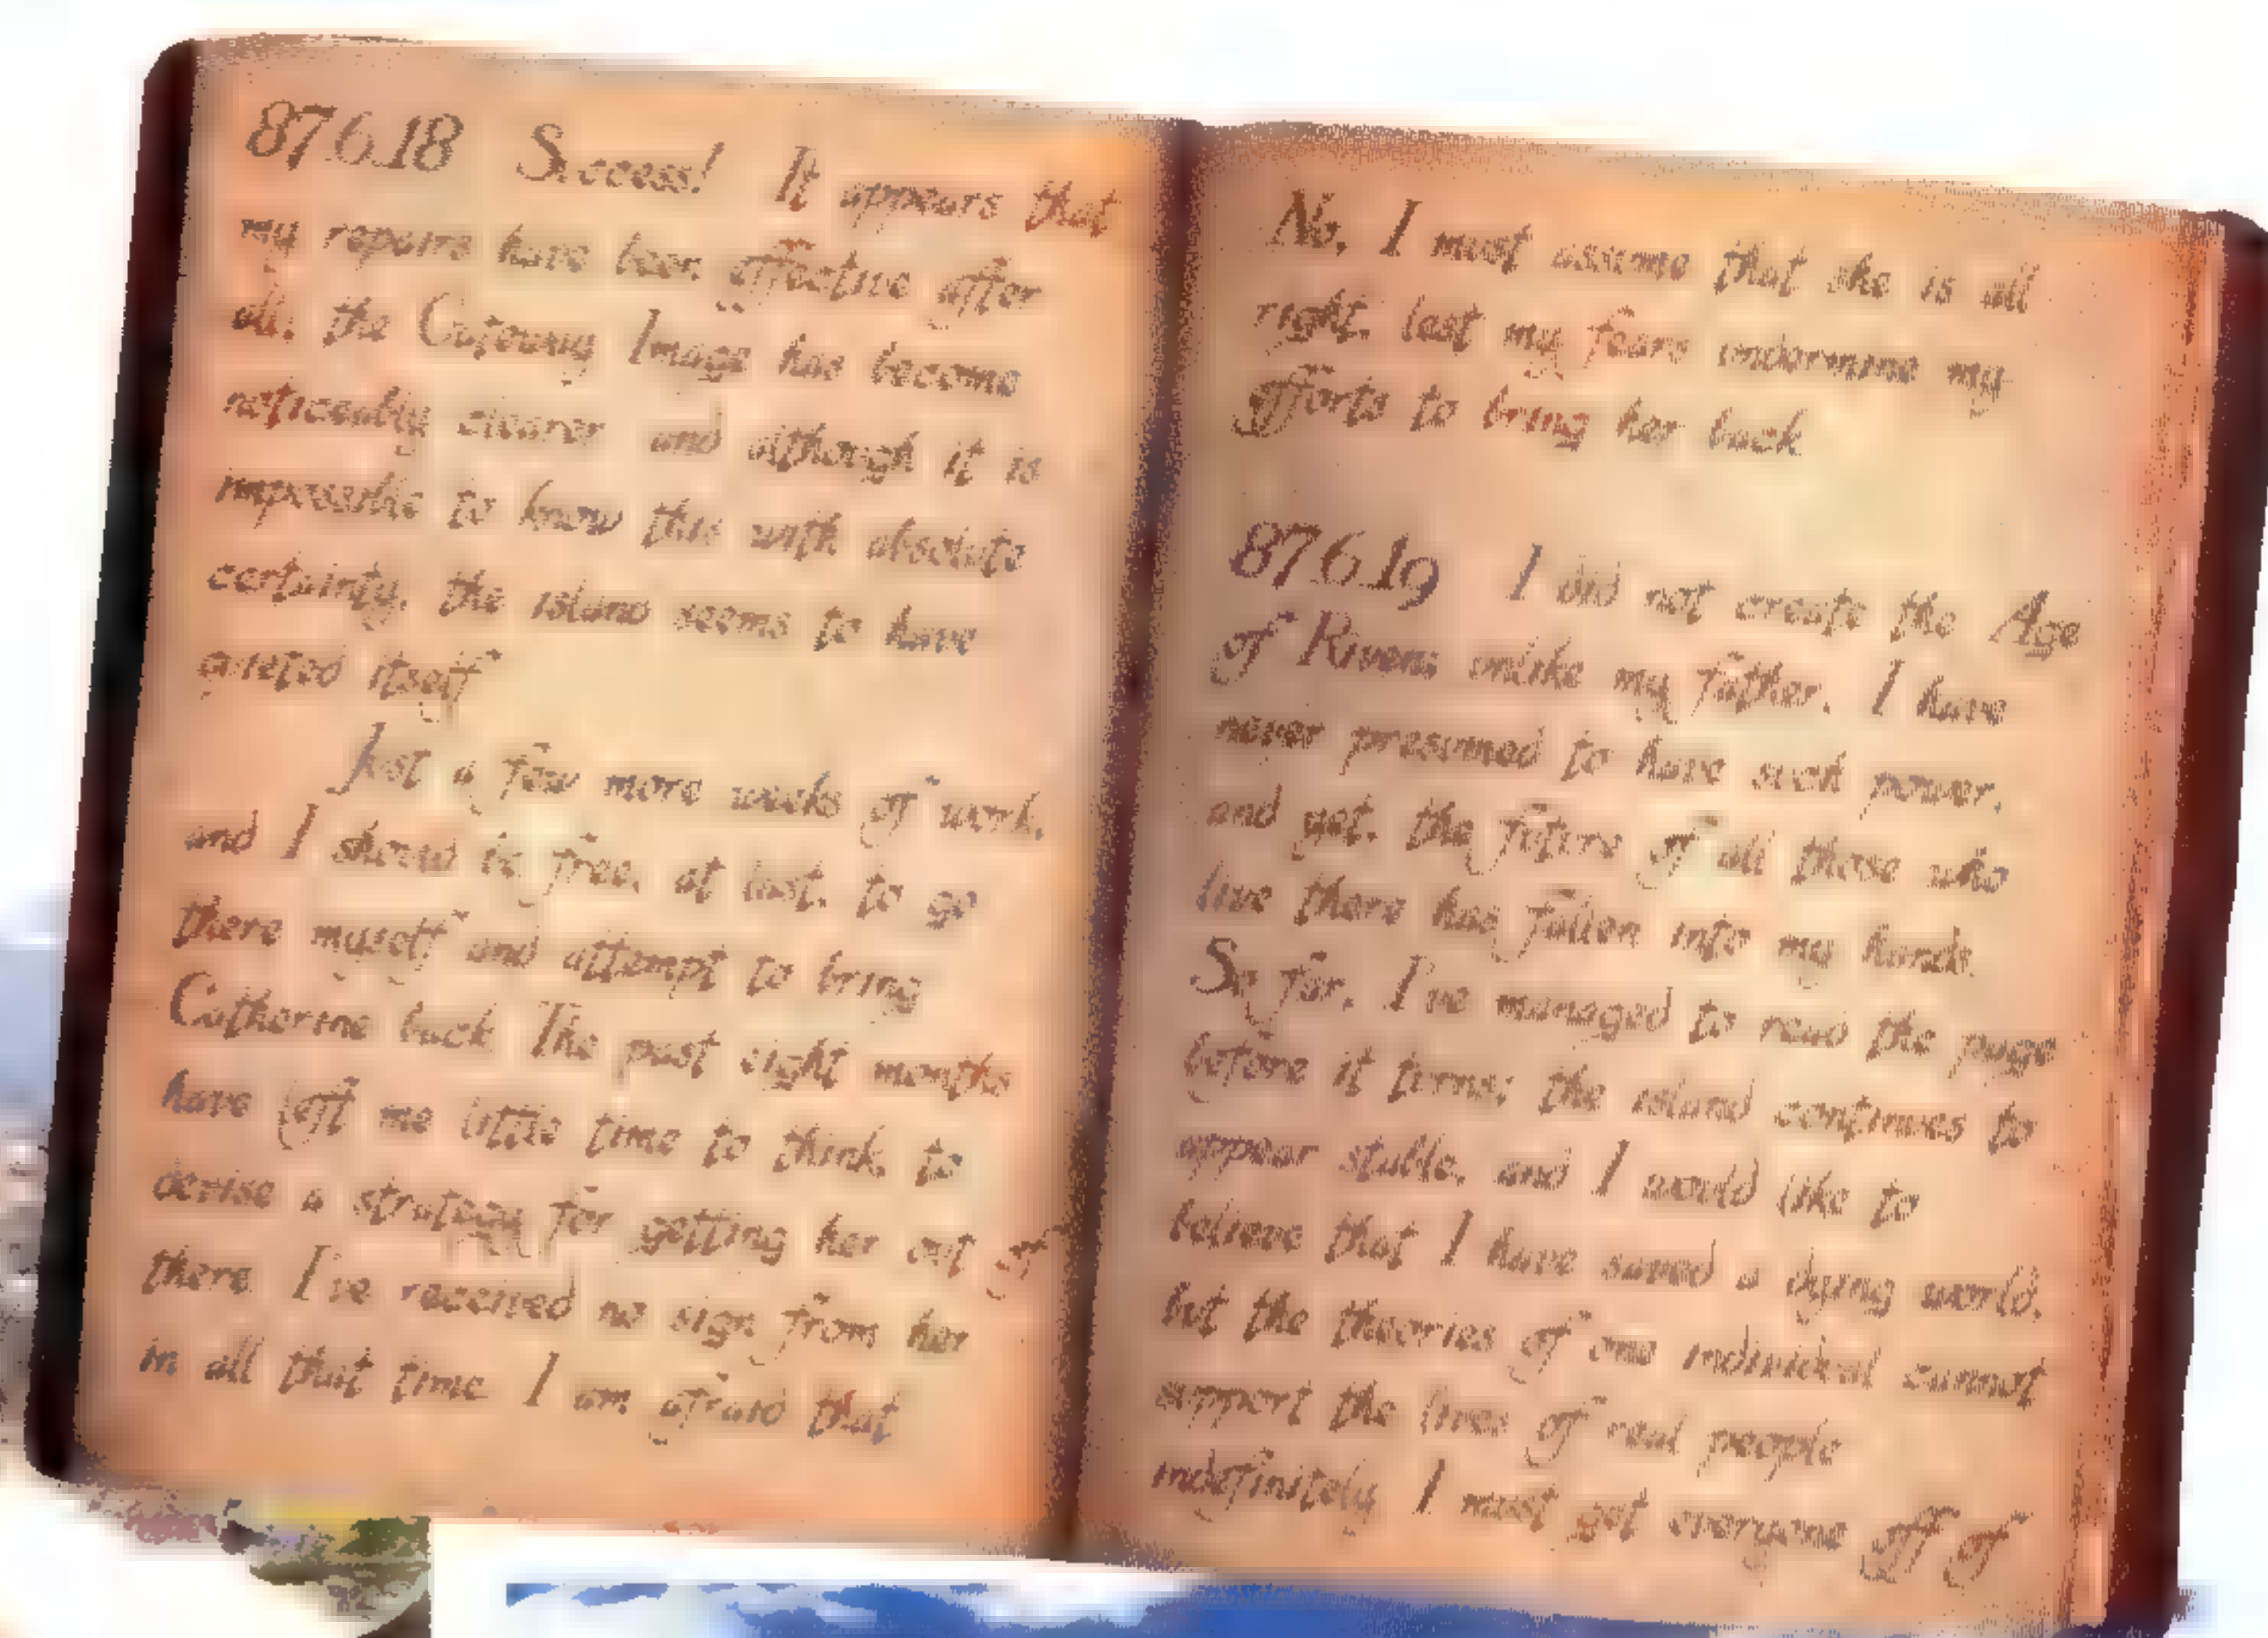 87.6.18 Success! It appears that
my repairs have been effective after
all, the Gateway Image has become
noticeably clearer and although it is
impossible to know this with absolute
certainty, the island seems to have
quieted itself
Just a few more weeks of work,
and I should be free, at last, to go
there myself and attempt to bring
Catherine back The past eight months
have left me little time to think, to
devise a strategy for getting her out of
there I've received no sign from her
in all that time I am afraid that
No, I must assume that she is all
right, lest my fears undermine my
efforts to bring her back
87.6.19 I did not create the Age
of Riven; unlike my father, I have
never presumed to have such power,
and yet, the future of all those who
live there has fallen into my hands.
So far, I've managed to read the page
before it turns; the island continues to
appear stable, and I would like to
believe that I have saved a dying world,
but the theories of one individual cannot
support the lives of real people
indefinitely I must get everyone off of